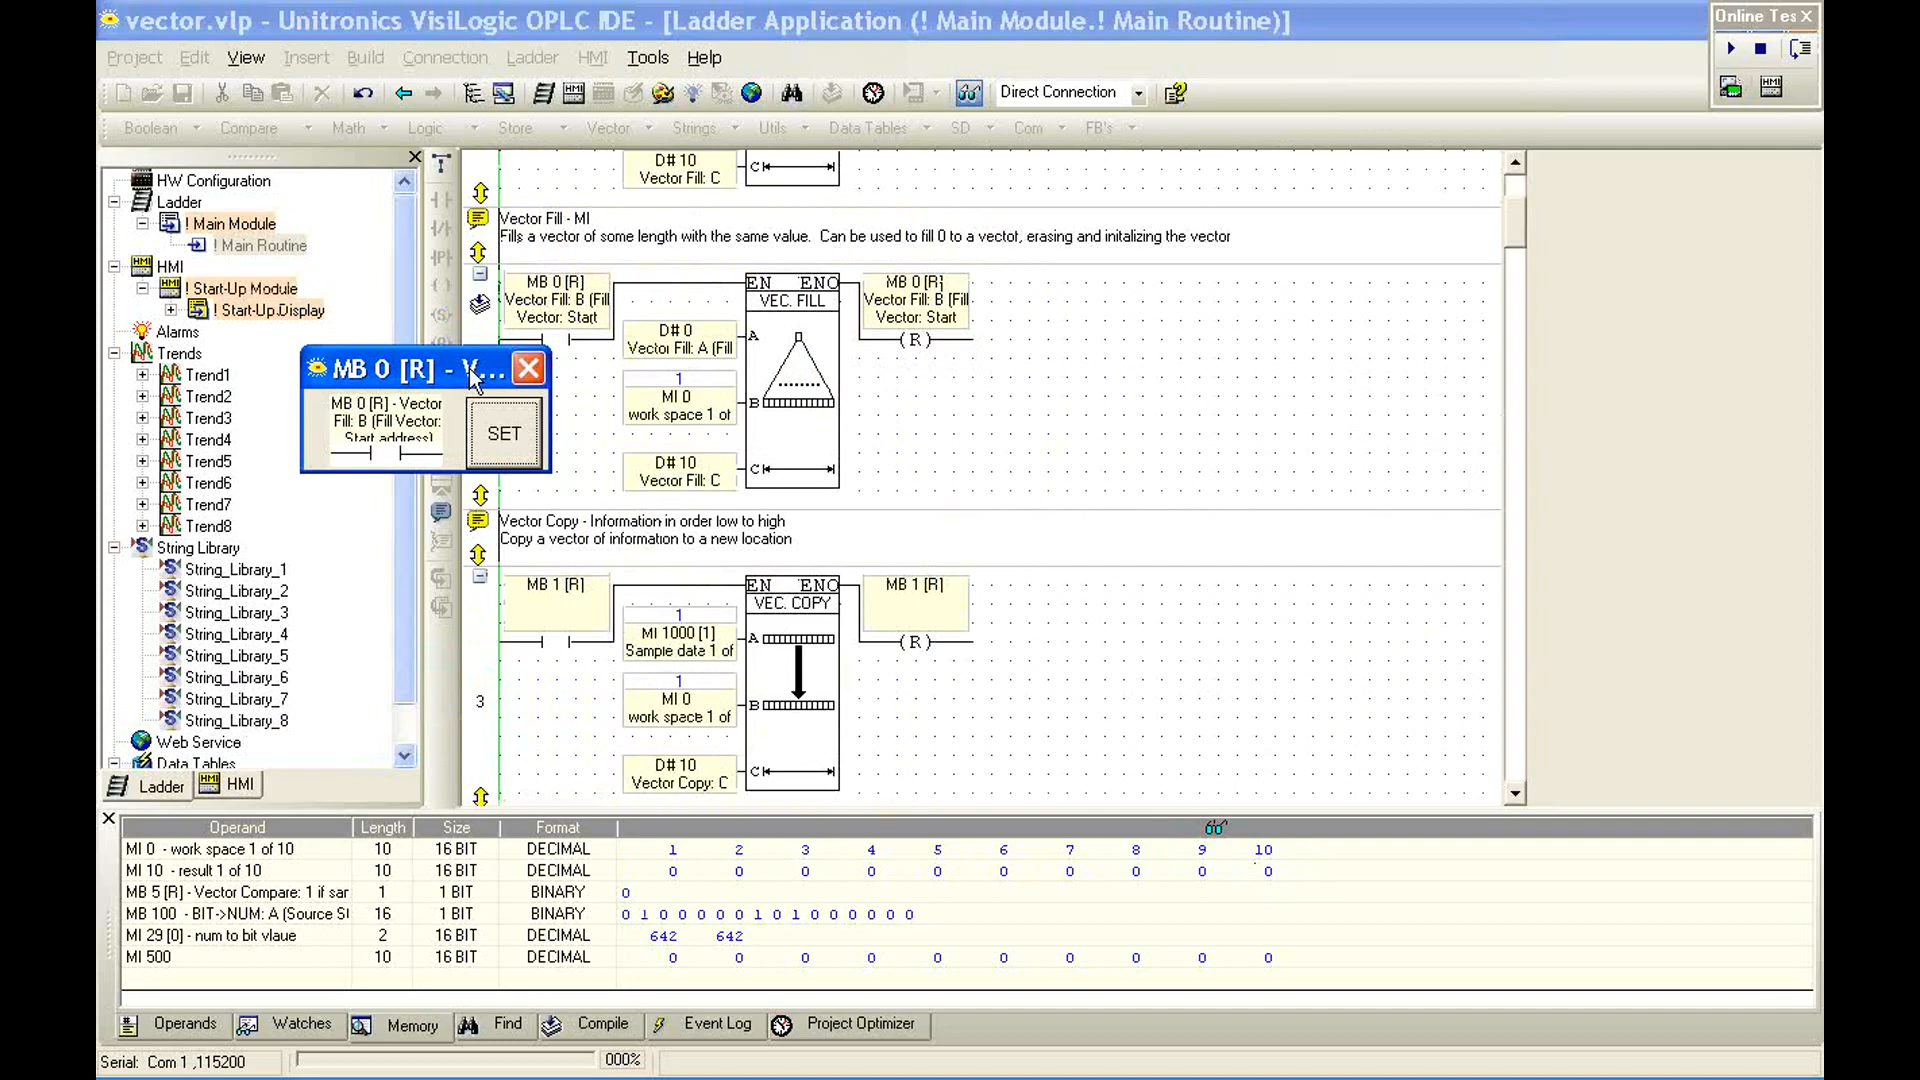 vector.vlp - Unitronics VisiLogic OPLC IDE - [Ladder Application (! Main Module.! Main Routine)]
Online Tes X
Project Edit View Insert Build Connection Ladder HMI Tools Help
Direct Connection
HMI
Boolean Compare Math Logic Store Vector Strings Utils Data Tables SD Com FB's
HW Configuration
Ladder
! Main Module
! Main Routine
HMI
! Start-Up Module
! Start-Up Display
Alarms
Trends
Trend1
Trend2
Trend3
Trend4
Trend5
Trend6
Trend7
Trend8
String Library
String_Library_1
String_Library_2
String_Library_3
String_Library_4
String_Library_5
String_Library_6
String_Library_7
String_Library_8
Web Service
Data Tables
Ladder HMI
MB 0 [R] - V...
MB 0 [R] - Vector
Fill: B (Fill Vector:
Start address)
SET
D# 10
Vector Fill: C
C
Vector Fill - MI
Fills a vector of some length with the same value. Can be used to fill 0 to a vectot, erasing and initalizing the vector
MB 0 [R]
Vector Fill: B (Fill
Vector: Start
EN ENO
VEC. FILL
MB 0 [R]
Vector Fill: B (Fill
Vector: Start
(R)
D# 0
Vector Fill: A (Fill
A
1
MI 0
work space 1 of
B
D# 10
Vector Fill: C
C
Vector Copy - Information in order low to high
Copy a vector of information to a new location
3
MB 1 [R]
EN ENO
VEC. COPY
MB 1 [R]
(R)
1
MI 1000 [1]
Sample data 1 of
A
1
MI 0
work space 1 of
B
D# 10
Vector Copy: C
C
Operand Length Size Format
MI 0 - work space 1 of 10 10 16 BIT DECIMAL 1 2 3 4 5 6 7 8 9 10
MI 10 - result 1 of 10 10 16 BIT DECIMAL 0 0 0 0 0 0 0 0 0 0
MB 5 [R] - Vector Compare: 1 if sar 1 1 BIT BINARY 0
MB 100 - BIT->NUM: A (Source St 16 1 BIT BINARY 0 1 0 0 0 0 0 1 0 1 0 0 0 0 0 0
MI 29 [0] - num to bit vlaue 2 16 BIT DECIMAL 642 642
MI 500 10 16 BIT DECIMAL 0 0 0 0 0 0 0 0 0 0
Operands Watches Memory Find Compile Event Log Project Optimizer
Serial: Com 1 ,115200 000%